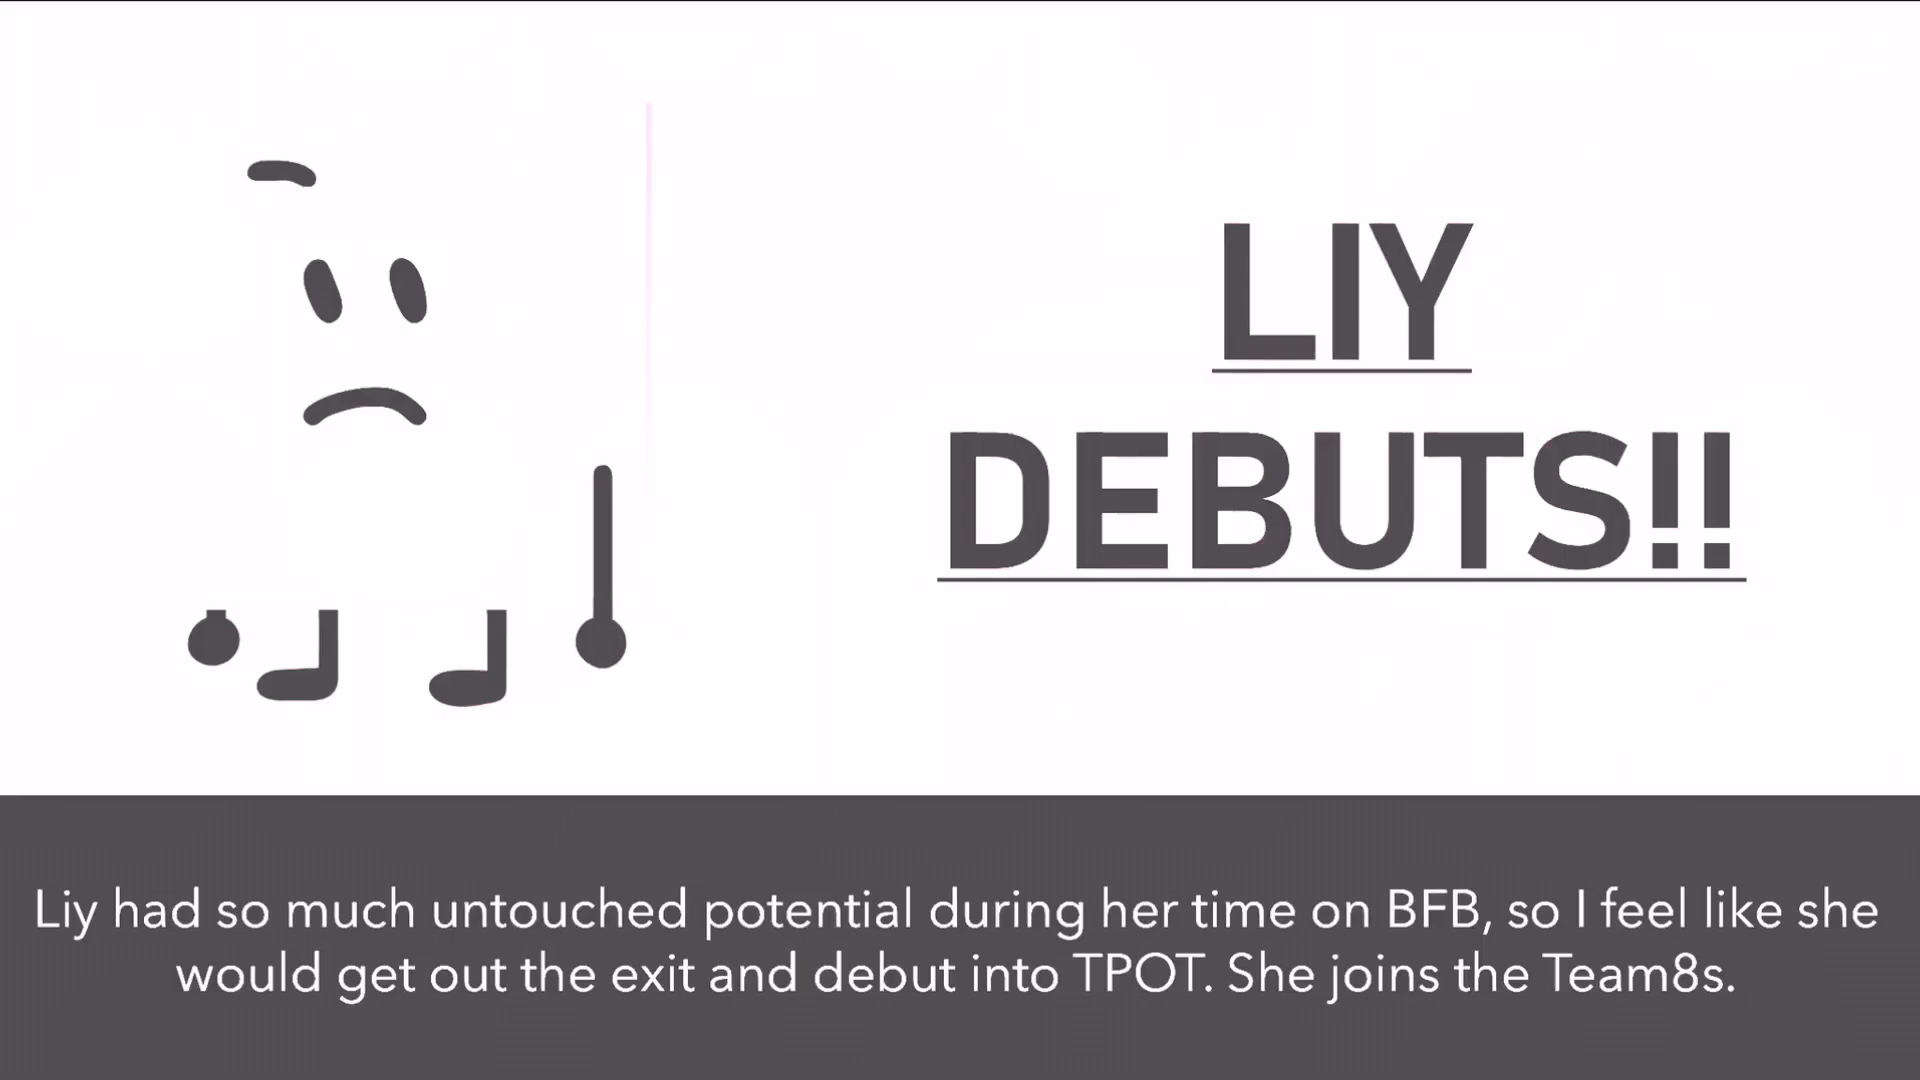 LIY
DEBUTS!!
Liy had so much untouched potential during her time on BFB, so I feel like she
would get out the exit and debut into TPOT. She joins the Team8s.